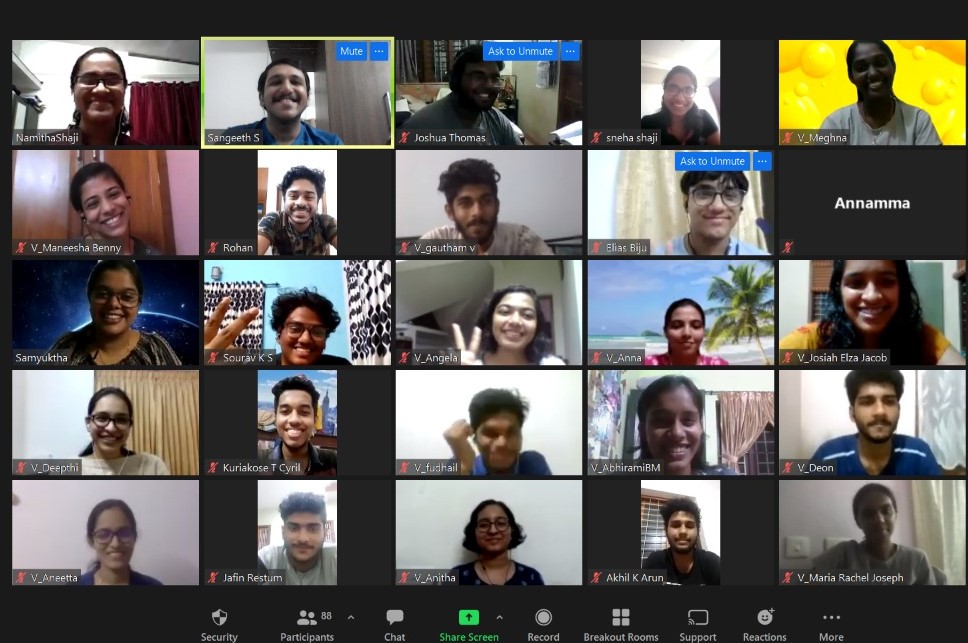 Mute ...
Ask to Unmute ...
NamithaShaji
Sangeeth S
Joshua Thomas
sneha shaji
V_Meghna
Ask to Unmute ...
V_Maneesha Benny
Rohan
V_gautham v
Elias Biju
Annamma
Samyuktha
Sourav K S
V_Angela
V_Anna
V_Josiah Elza Jacob
V_Deepthi
Kuriakose T Cyril
V_fudhail
V_AbhiramiBM
V_Deon
V_Aneetta
Jafin Restum
V_Anitha
Akhil K Arun
V_Maria Rachel Joseph
88
Security
Participants
Chat
Share Screen
Record
Breakout Rooms
Support
Reactions
More